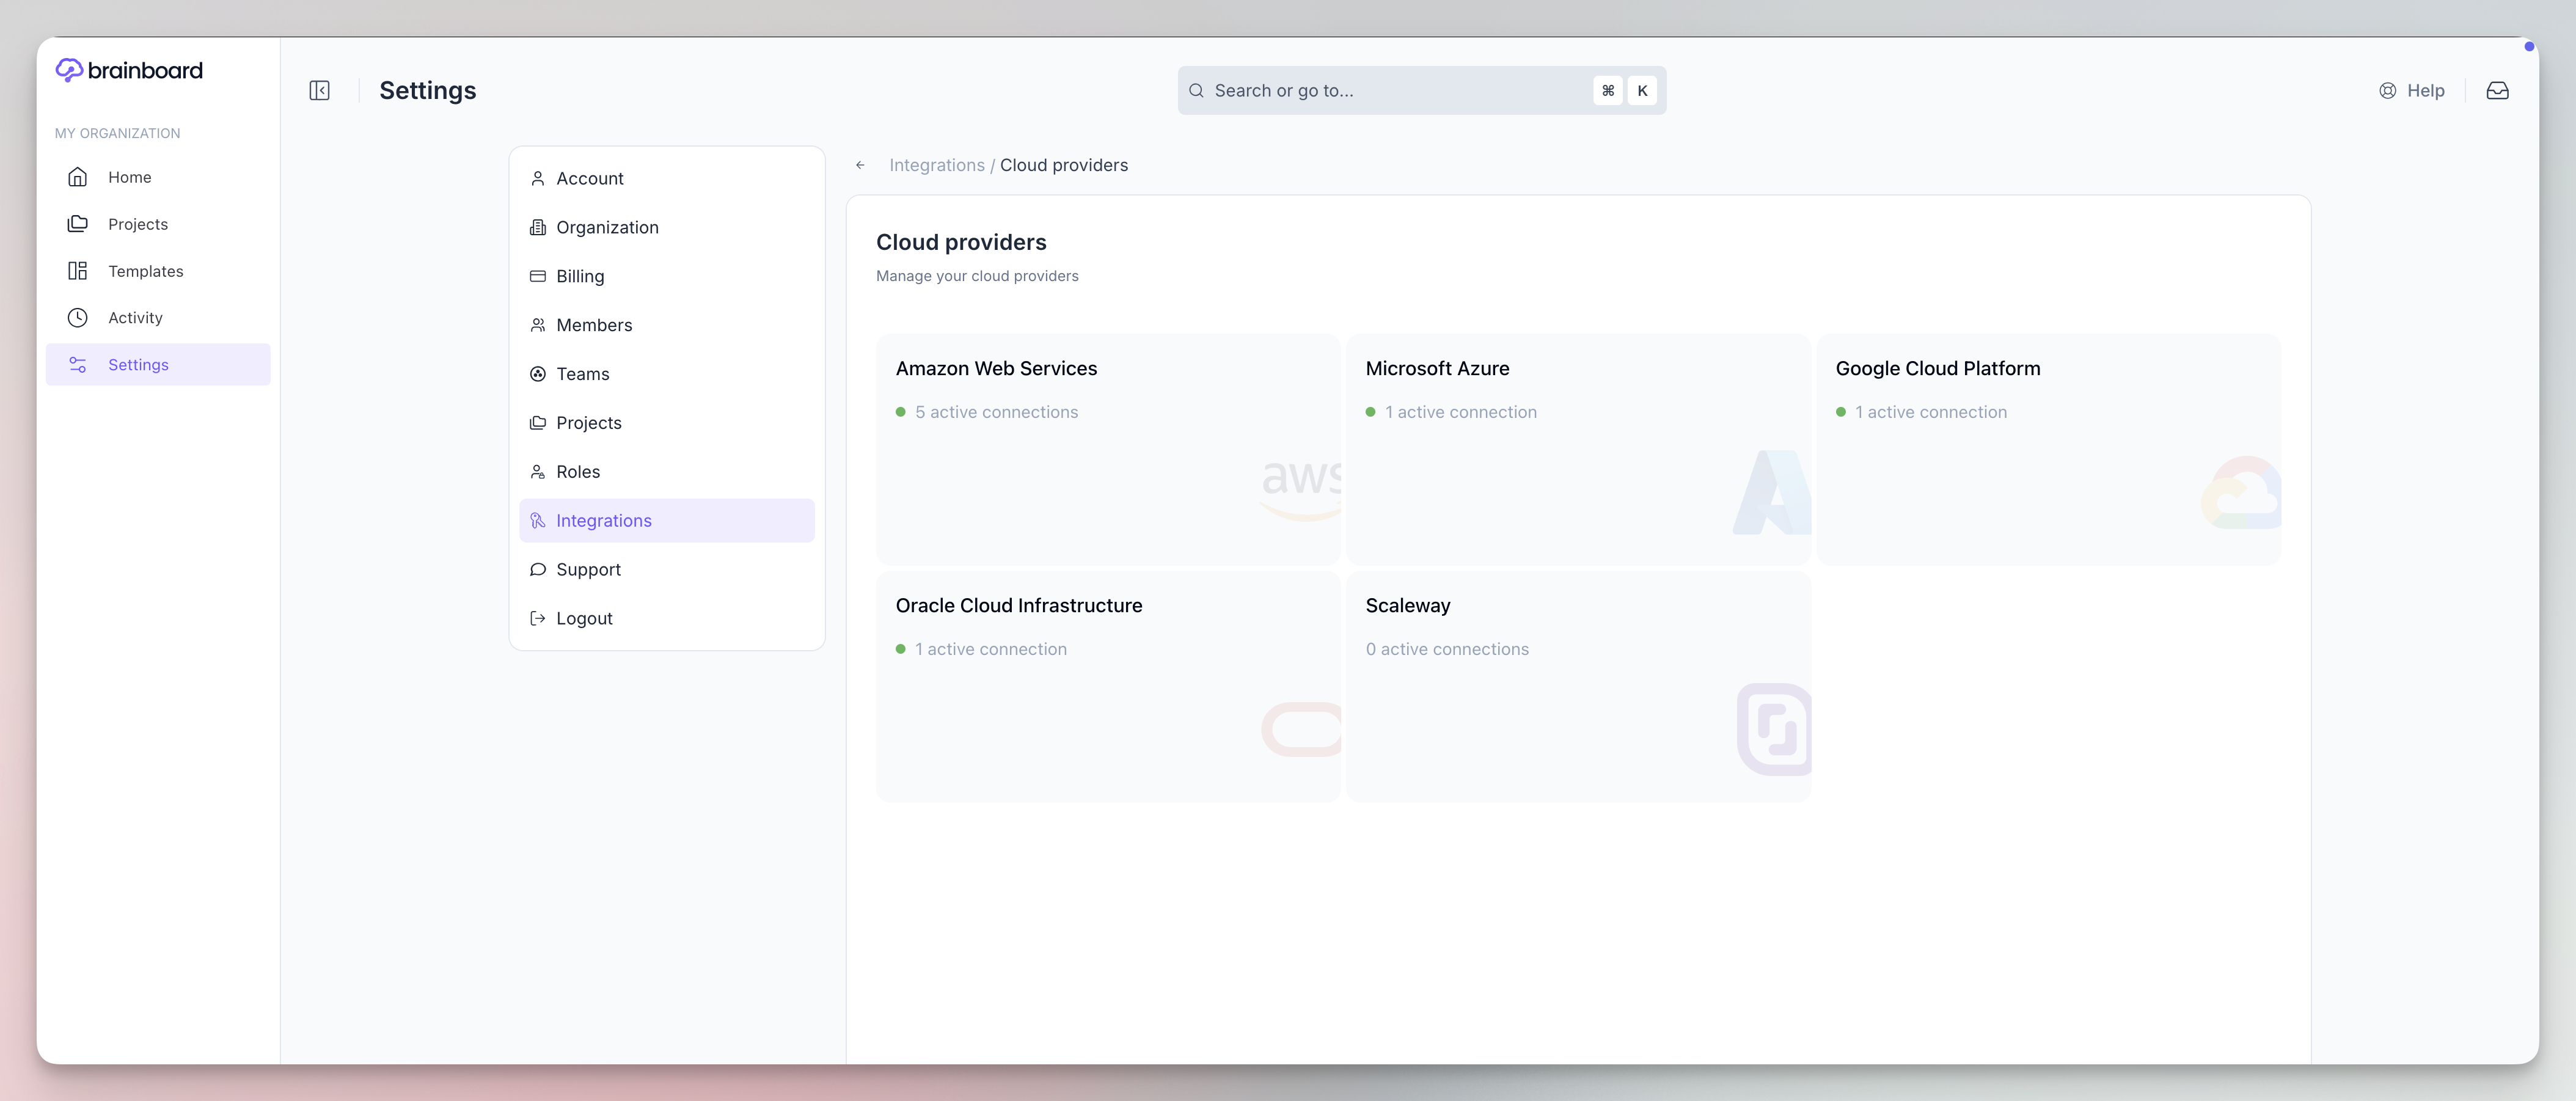 brainboard
MY ORGANIZATION
Home
Projects
Templates
Activity
Settings
Settings
Search or go to...
⌘ K
Help
Account
Organization
Billing
Members
Teams
Projects
Roles
Integrations
Support
Logout
Integrations / Cloud providers
Cloud providers
Manage your cloud providers
Amazon Web Services
5 active connections
aws
Microsoft Azure
1 active connection
Google Cloud Platform
1 active connection
Oracle Cloud Infrastructure
1 active connection
Scaleway
0 active connections